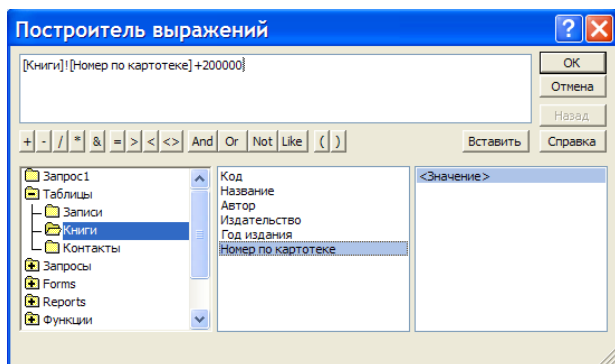 Построитель выражений
[Книги]![Номер по картотеке]+200000
ОК
Отмена
Назад
+ - / * & = > < <> And Or Not Like ( ) Вставить Справка
Запрос1
Таблицы
Записи
Книги
Контакты
Запросы
Forms
Reports
Функции
Код
Название
Автор
Издательство
Год издания
Номер по картотеке
<Значение>